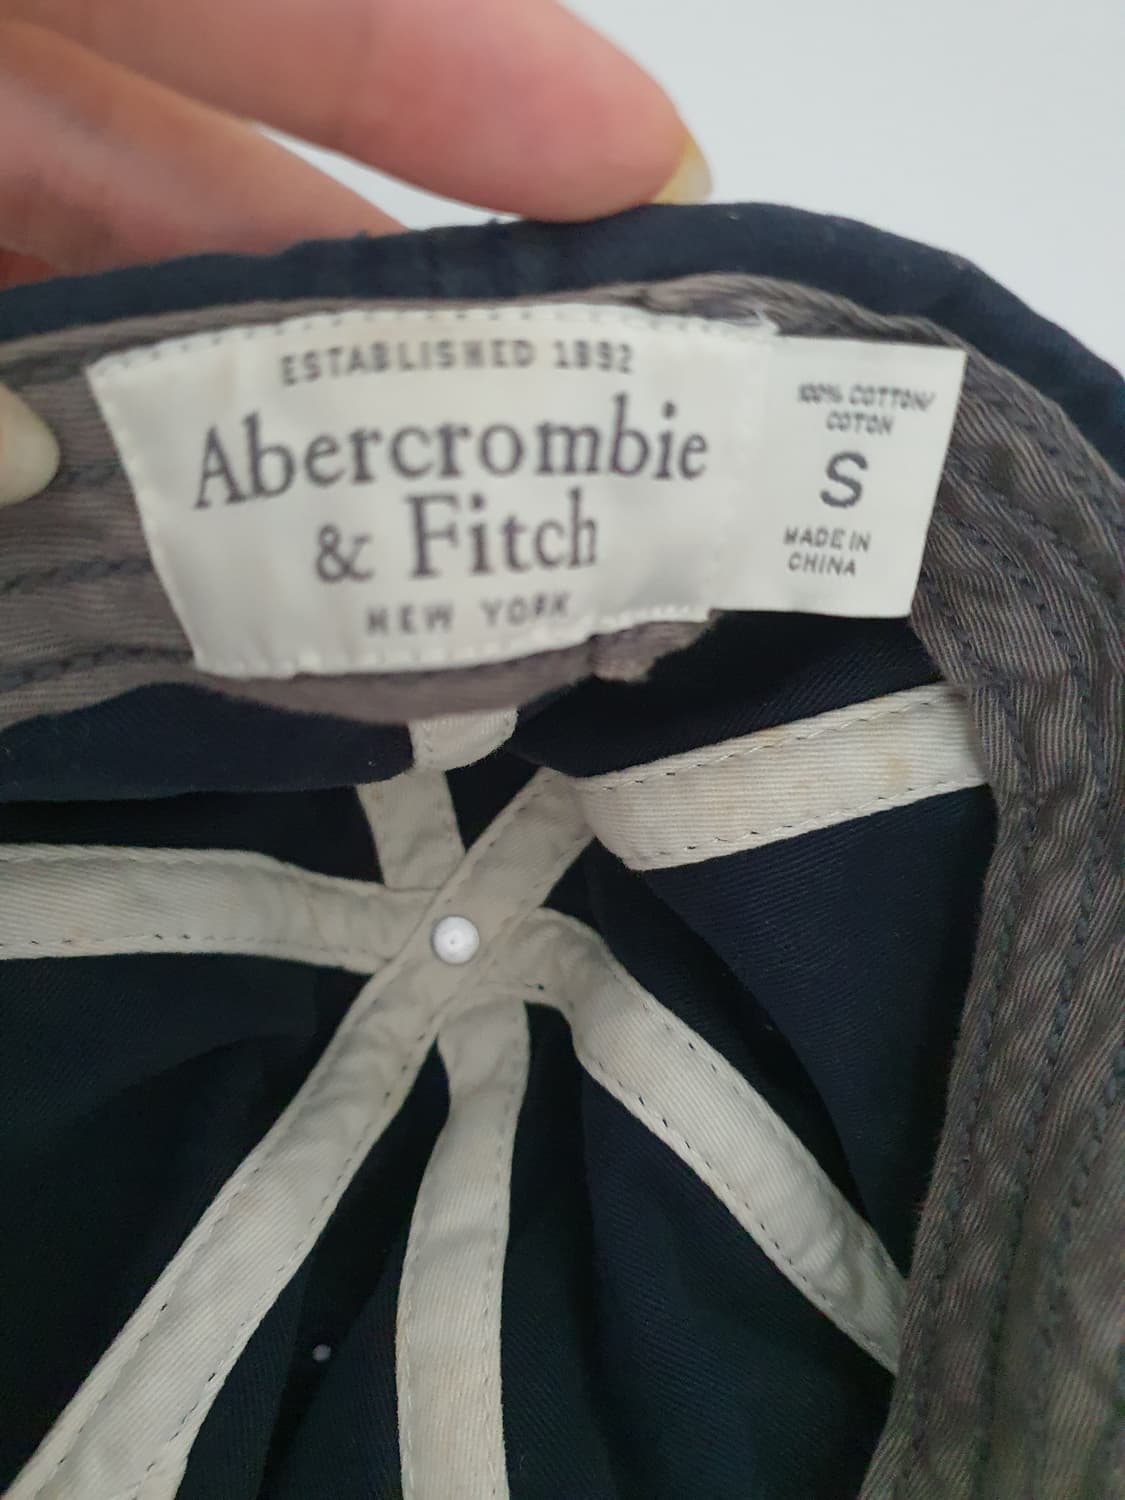 ESTABLISHED 1892
Abercrombie
& Fitch
NEW YORK
100% COTTON/
COTON
S
MADE IN
CHINA